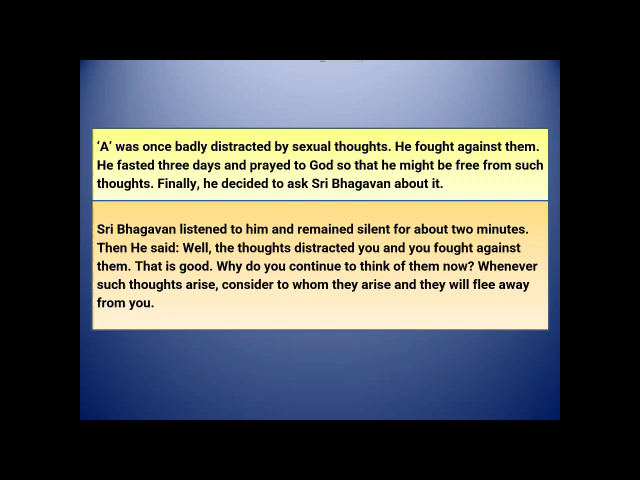 ‘A’ was once badly distracted by sexual thoughts. He fought against them.
He fasted three days and prayed to God so that he might be free from such
thoughts. Finally, he decided to ask Sri Bhagavan about it.
Sri Bhagavan listened to him and remained silent for about two minutes.
Then He said: Well, the thoughts distracted you and you fought against
them. That is good. Why do you continue to think of them now? Whenever
such thoughts arise, consider to whom they arise and they will flee away
from you.